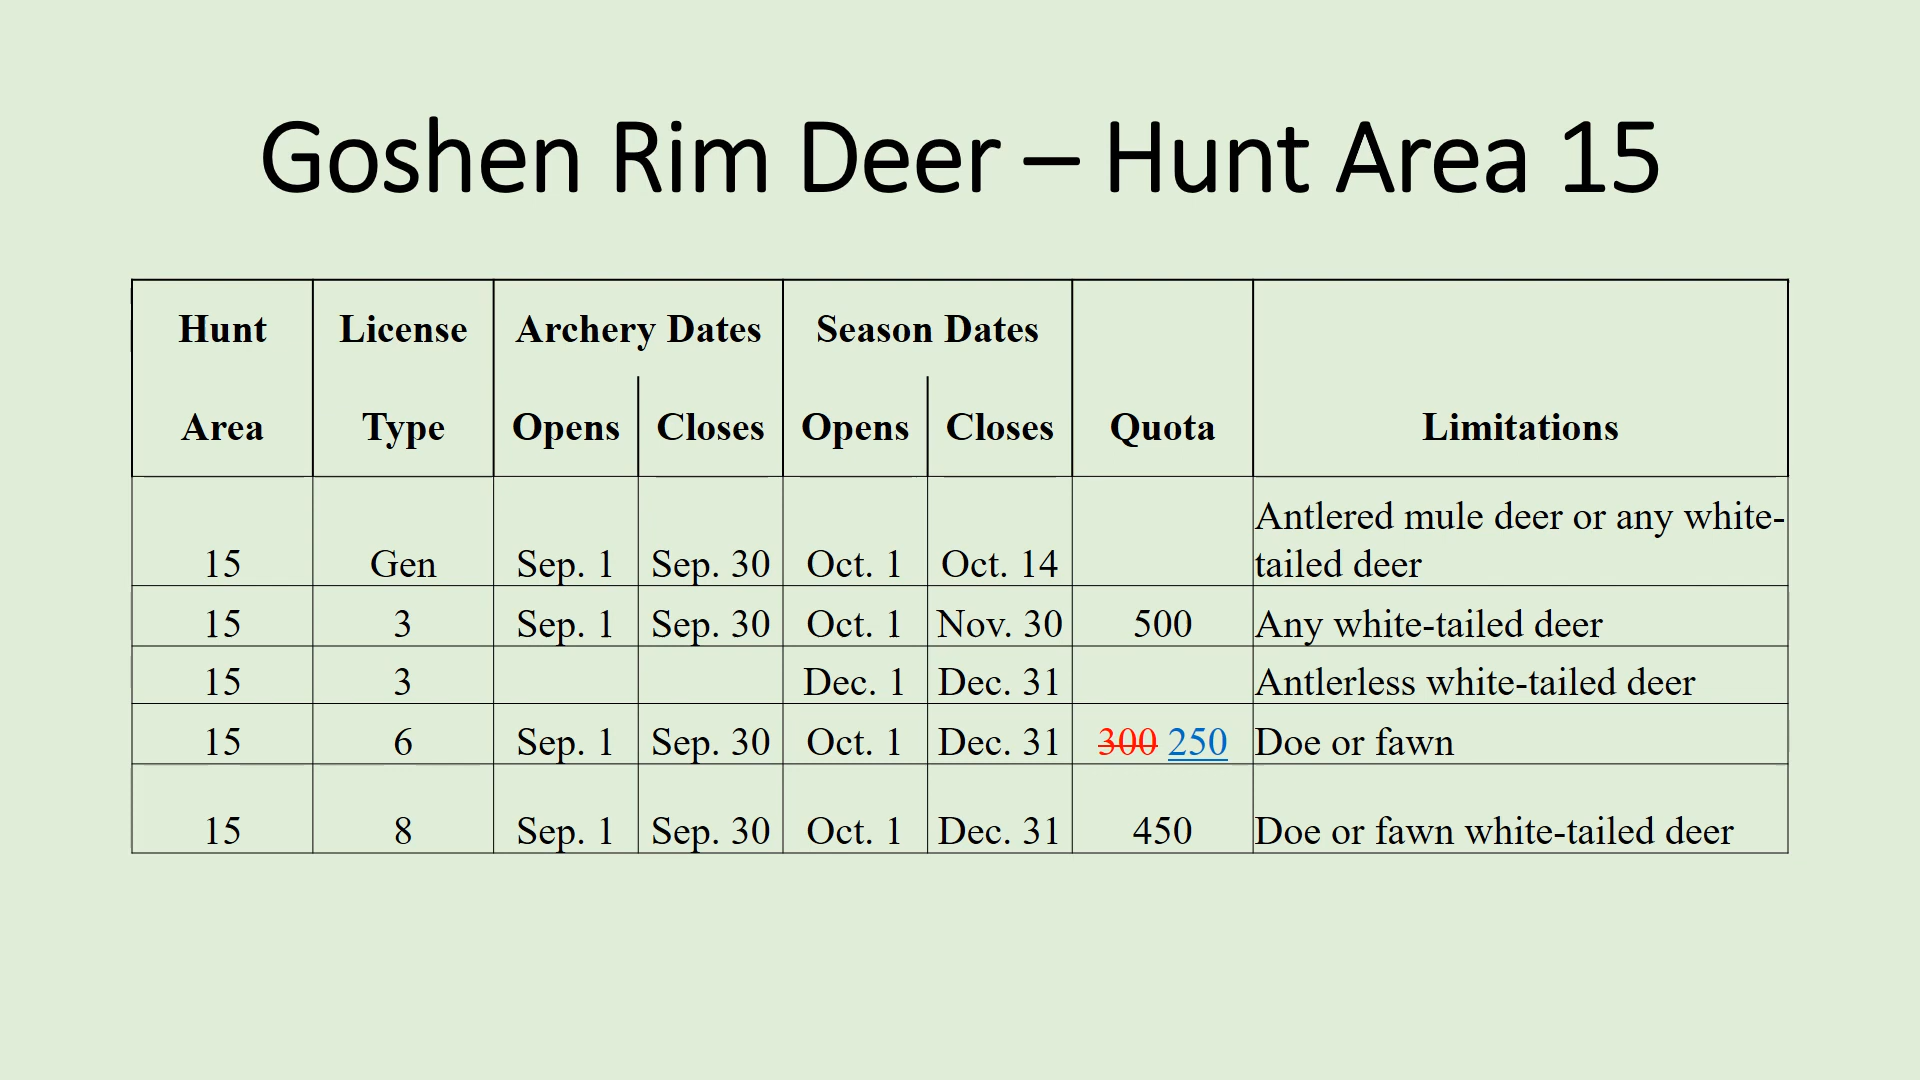 Goshen Rim Deer – Hunt Area 15
Hunt License Archery Dates Season Dates
Area Type Opens Closes Opens Closes Quota Limitations
Antlered mule deer or any white-
15 Gen Sep. 1 Sep. 30 Oct. 1 Oct. 14 tailed deer
15 3 Sep. 1 Sep. 30 Oct. 1 Nov. 30 500 Any white-tailed deer
15 3 Dec. 1 Dec. 31 Antlerless white-tailed deer
15 6 Sep. 1 Sep. 30 Oct. 1 Dec. 31 300 250 Doe or fawn
15 8 Sep. 1 Sep. 30 Oct. 1 Dec. 31 450 Doe or fawn white-tailed deer